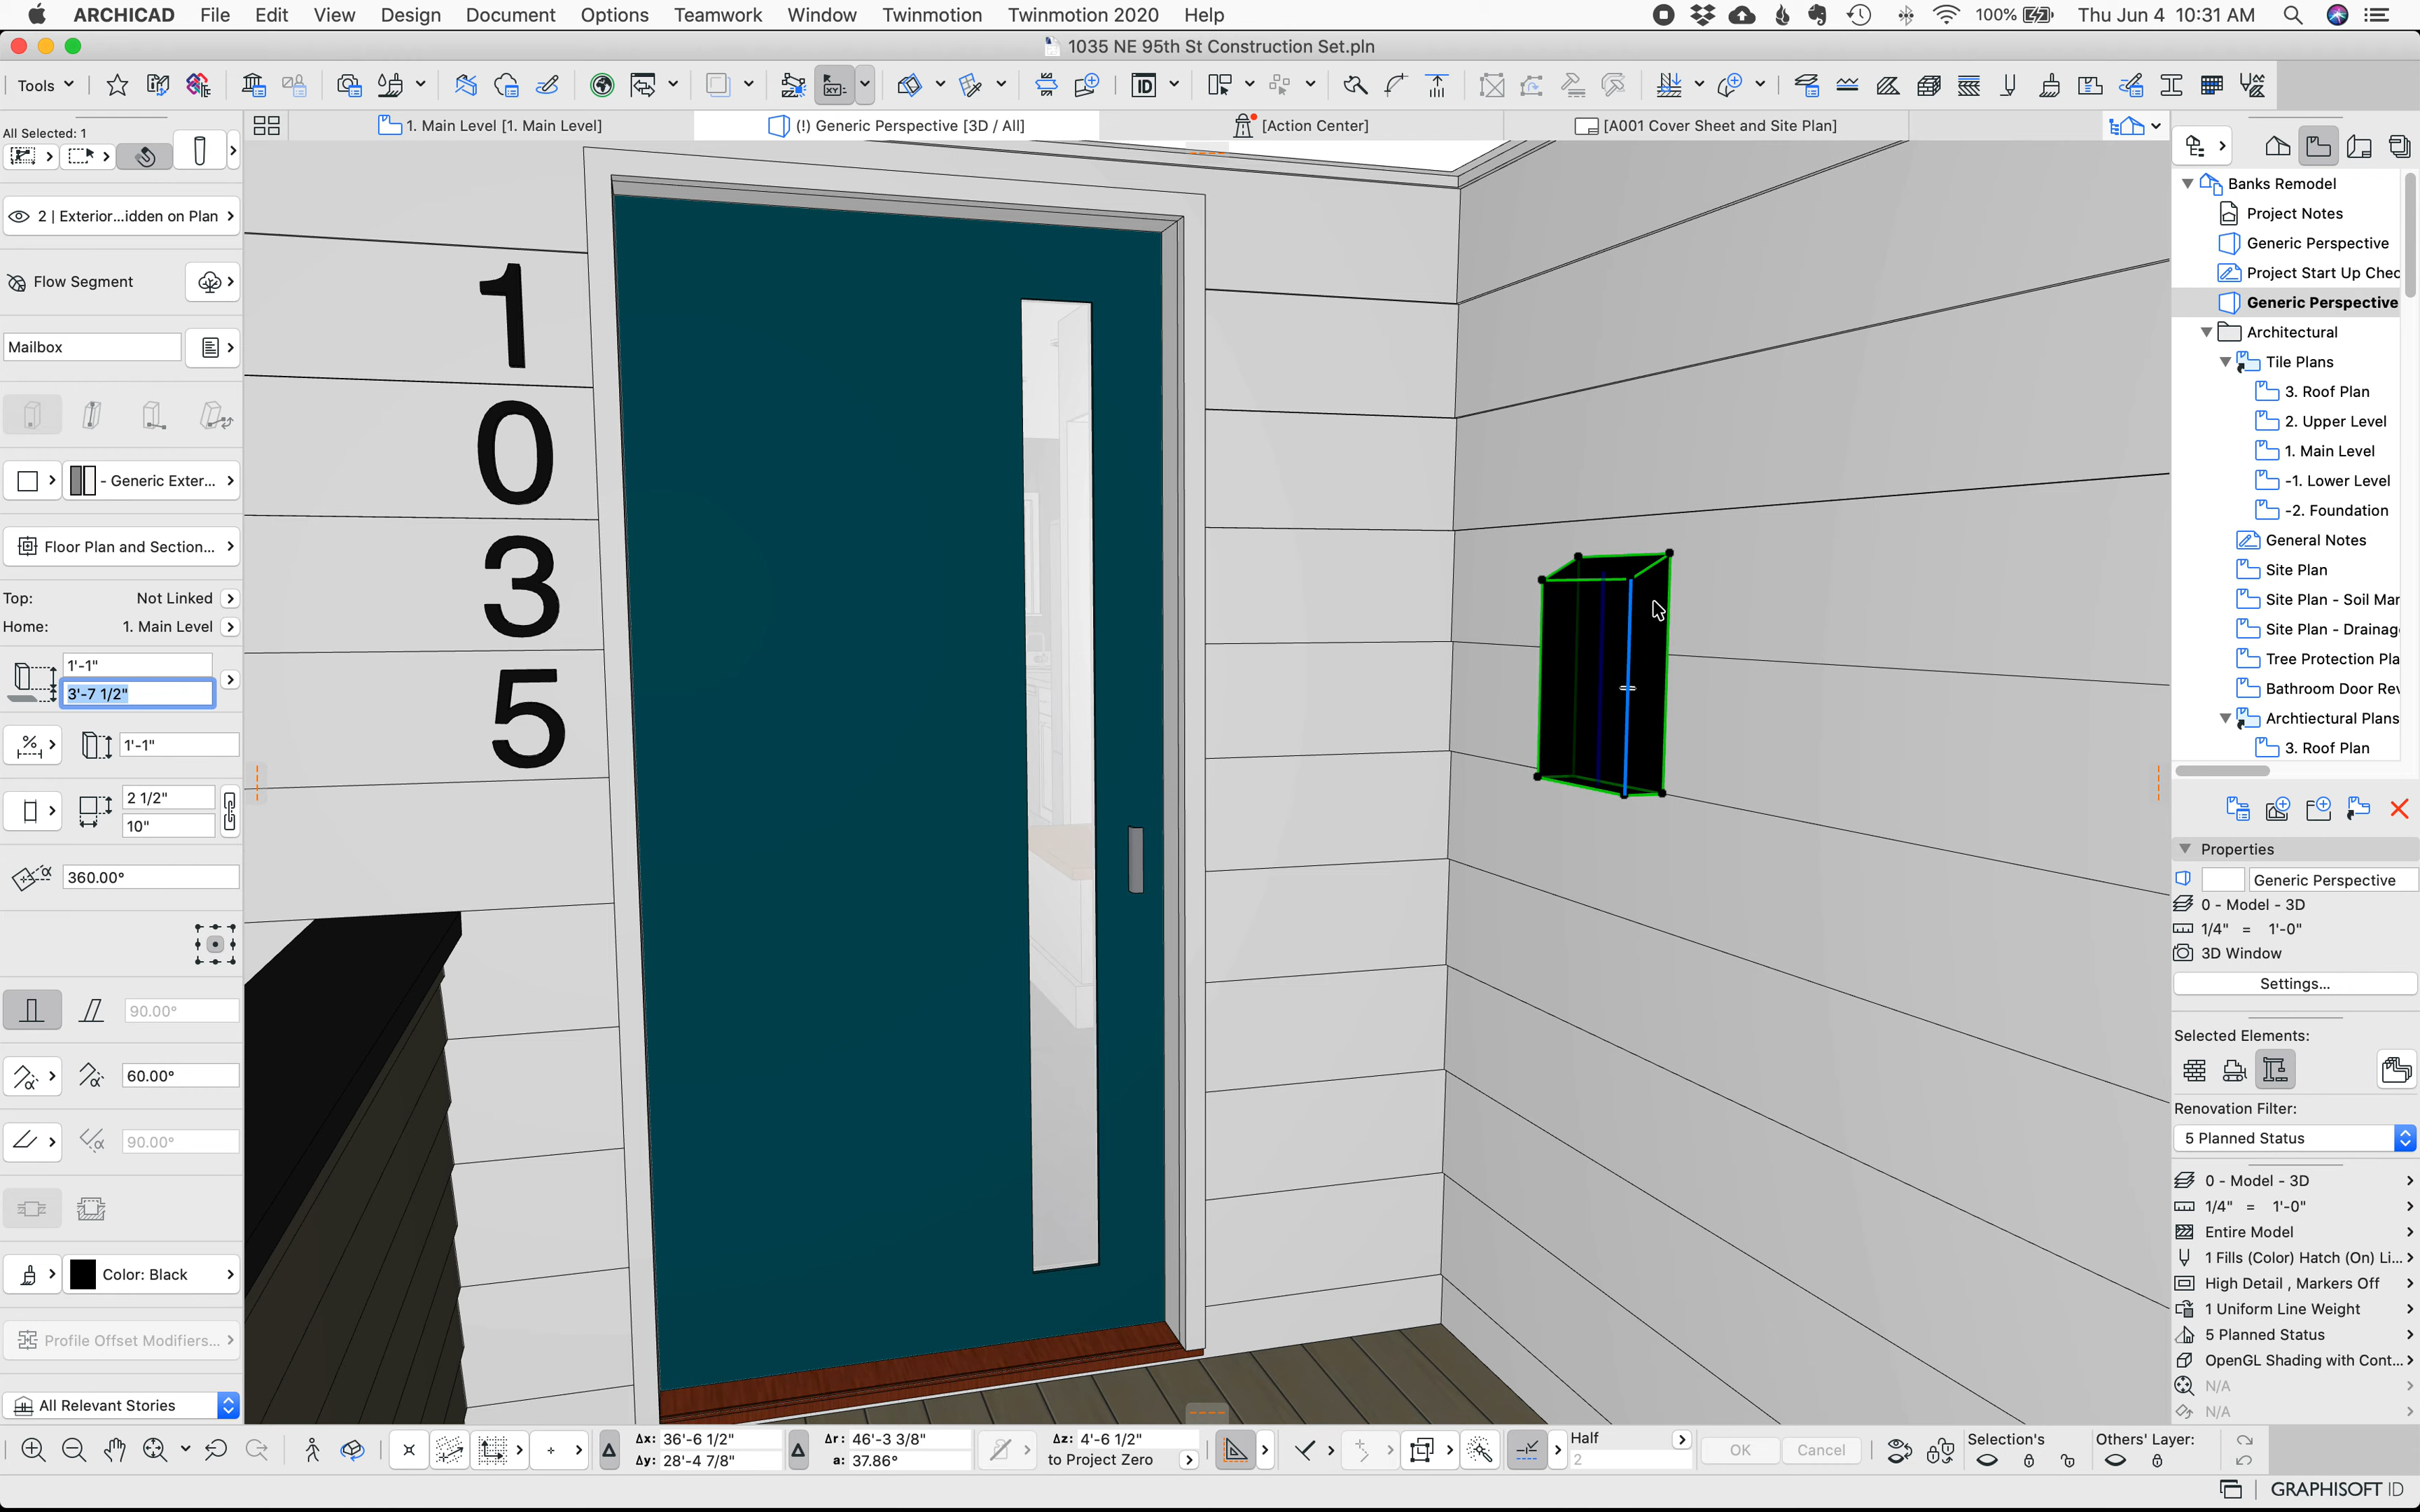 ARCHICAD File Edit View Design Document Options Teamwork Window Twinmotion Twinmotion 2020 Help 100% Thu Jun 4 10:31 AM
1035 NE 95th St Construction Set.pln
Tools
ID
XY:
All Selected: 1
1. Main Level [1. Main Level]
(!) Generic Perspective [3D / All]
[Action Center]
[A001 Cover Sheet and Site Plan]
2 | Exterior...idden on Plan
Flow Segment
Mailbox
- Generic Exter...
Floor Plan and Section...
Top: Not Linked
Home: 1. Main Level
1'-1"
3'-7 1/2"
% 1'-1"
2 1/2"
10"
α 360.00°
90.00°
α α 60.00°
α 90.00°
Color: Black
Profile Offset Modifiers...
All Relevant Stories
1
0
3
5
Banks Remodel
Project Notes
Generic Perspective
Project Start Up Chec
Generic Perspective
Architectural
Tile Plans
3. Roof Plan
2. Upper Level
1. Main Level
-1. Lower Level
-2. Foundation
General Notes
Site Plan
Site Plan - Soil Mar
Site Plan - Drainag
Tree Protection Pla
Bathroom Door Rev
Archtiectural Plans
3. Roof Plan
Properties
Generic Perspective
0 - Model - 3D
1/4" = 1'-0"
3D Window
Settings...
Selected Elements:
Renovation Filter:
5 Planned Status
0 - Model - 3D
1/4" = 1'-0"
Entire Model
1 Fills (Color) Hatch (On) Li...
High Detail , Markers Off
1 Uniform Line Weight
5 Planned Status
OpenGL Shading with Cont...
N/A
N/A
Δx: 36'-6 1/2"
Δy: 28'-4 7/8"
Δr: 46'-3 3/8"
a: 37.86°
Δz: 4'-6 1/2"
to Project Zero
Half
2
OK
Cancel
Selection's
Others' Layer:
GRAPHISOFT ID